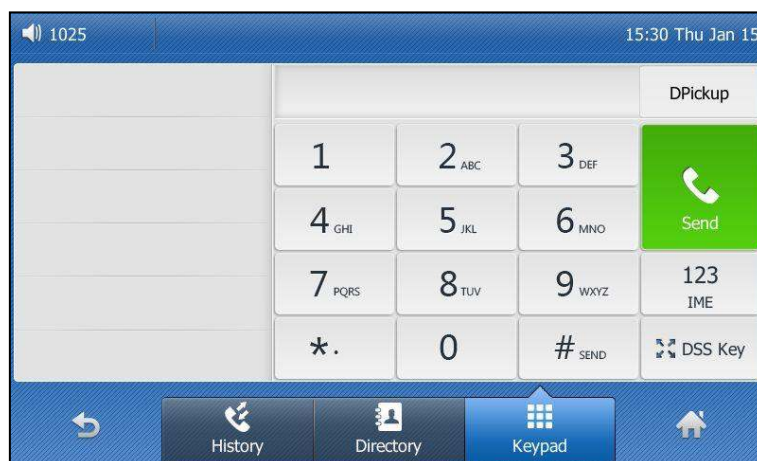 1025 15:30 Thu Jan 15
DPickup
1 2 ABC 3 DEF
Send
4 GHI 5 JKL 6 MNO
7 PQRS 8 TUV 9 WXYZ 123
IME
*. 0 # SEND DSS Key
History Directory Keypad